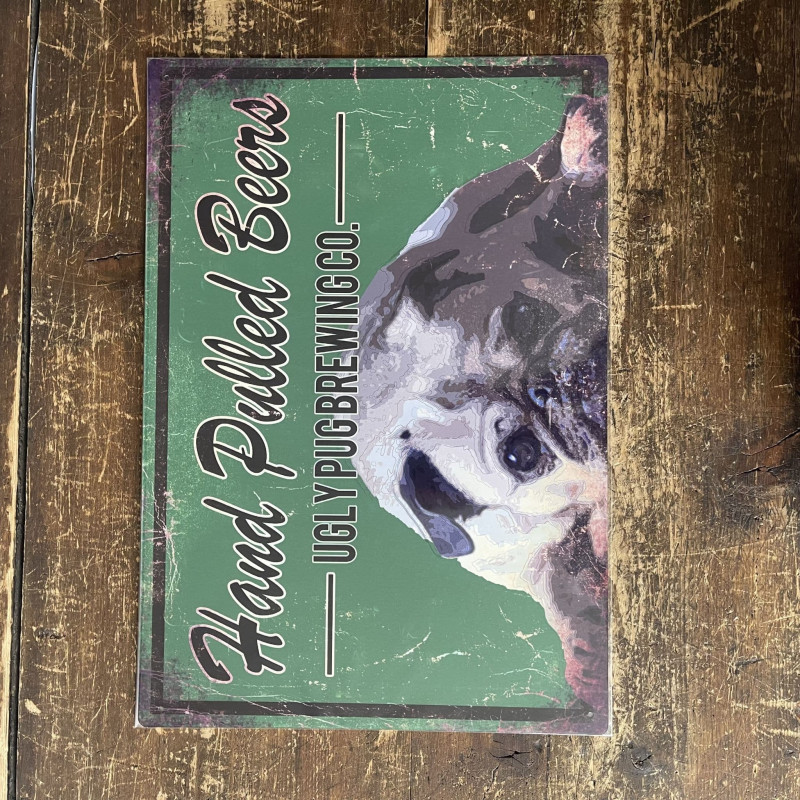 Hand Pulled Beers
UGLY PUG BREWING CO.